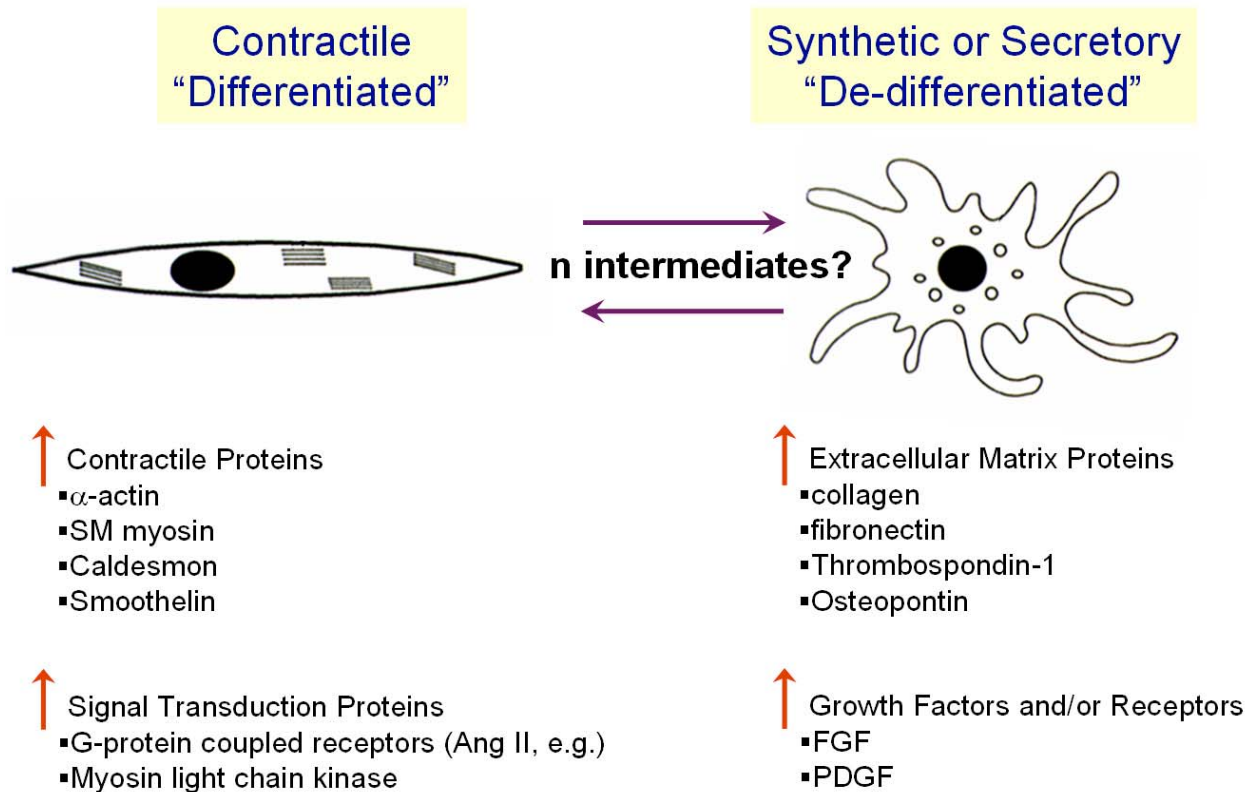 Contractile
“Differentiated”
Synthetic or Secretory
“De-differentiated”
n intermediates?
Contractile Proteins
▪α-actin
▪SM myosin
▪Caldesmon
▪Smoothelin
Signal Transduction Proteins
▪G-protein coupled receptors (Ang II, e.g.)
▪Myosin light chain kinase
Extracellular Matrix Proteins
▪collagen
▪fibronectin
▪Thrombospondin-1
▪Osteopontin
Growth Factors and/or Receptors
▪FGF
▪PDGF